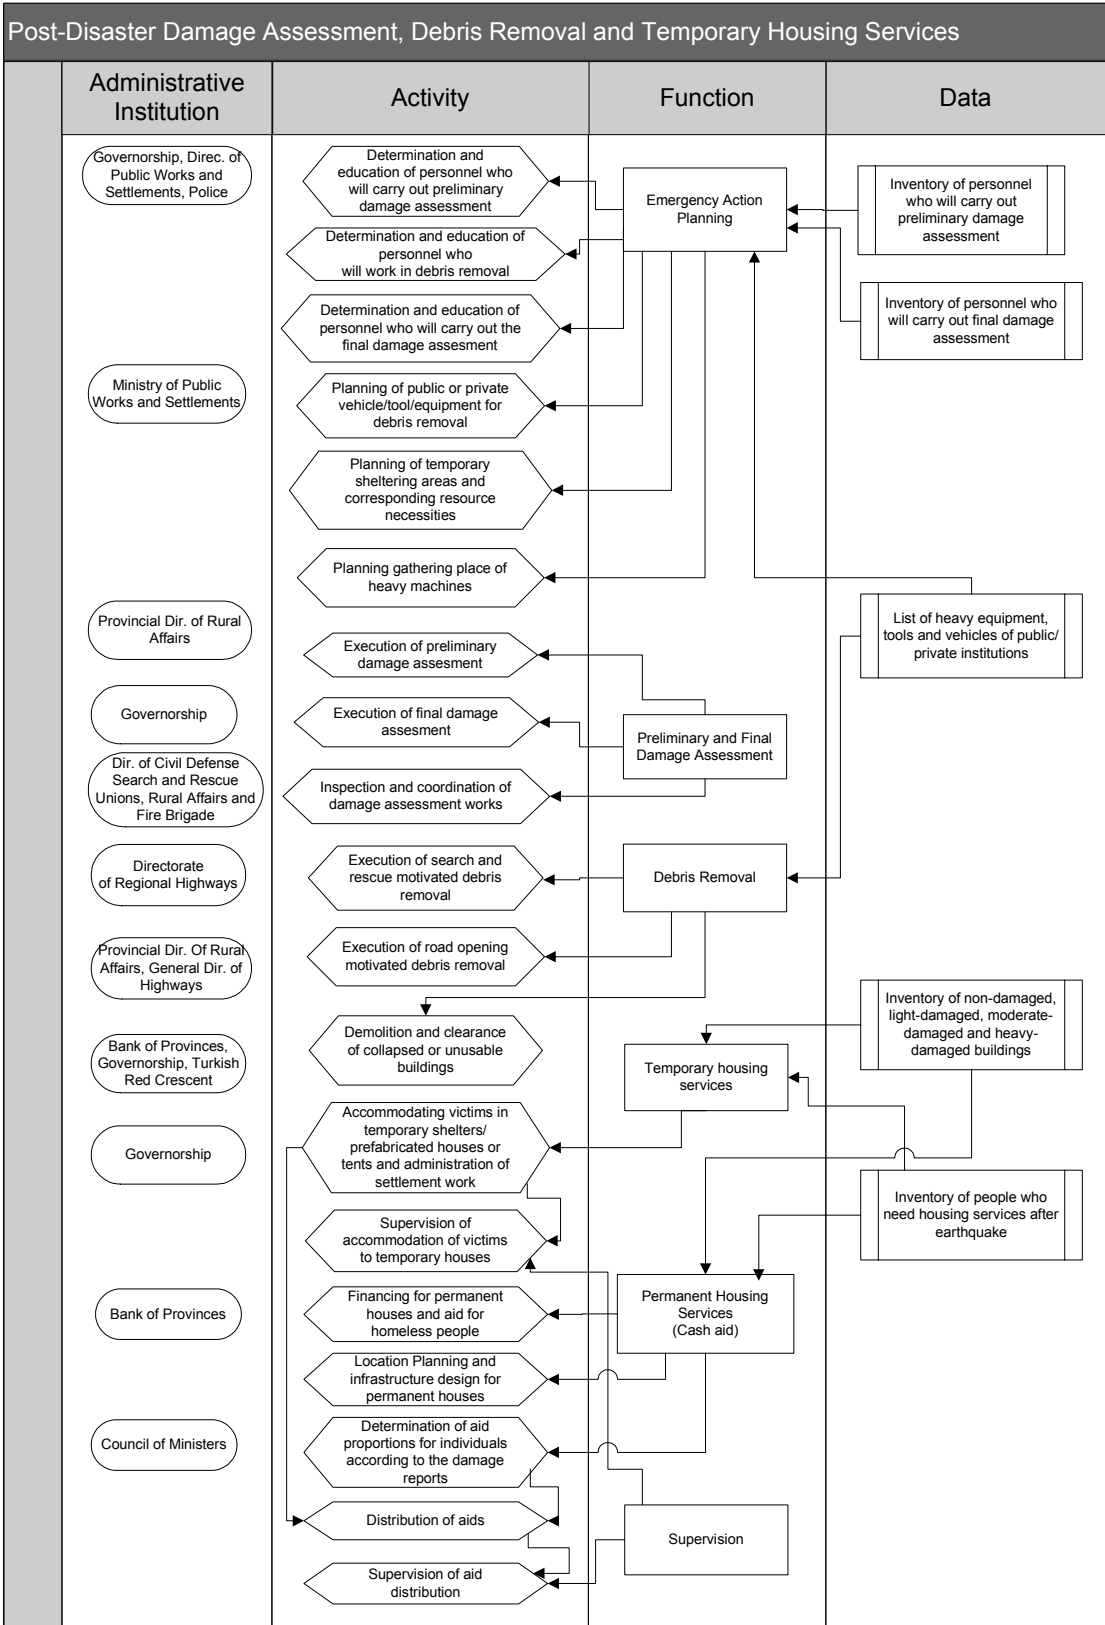 Post-Disaster Damage Assessment, Debris Removal and Temporary Housing Services
Administrative
Institution
Activity
Function
Data
Governorship, Direc. of
Public Works and
Settlements, Police
Ministry of Public
Works and Settlements
Provincial Dir. of Rural
Affairs
Governorship
Dir. of Civil Defense
Search and Rescue
Unions, Rural Affairs and
Fire Brigade
Directorate
of Regional Highways
Provincial Dir. Of Rural
Affairs, General Dir. of
Highways
Bank of Provinces,
Governorship, Turkish
Red Crescent
Governorship
Bank of Provinces
Council of Ministers
Determination and
education of personnel who
will carry out preliminary
damage assessment
Determination and education of
personnel who
will work in debris removal
Determination and education of
personnel who will carry out the
final damage assesment
Planning of public or private
vehicle/tool/equipment for
debris removal
Planning of temporary
sheltering areas and
corresponding resource
necessities
Planning gathering place of
heavy machines
Execution of preliminary
damage assesment
Execution of final damage
assesment
Inspection and coordination of
damage assessment works
Execution of search and
rescue motivated debris
removal
Execution of road opening
motivated debris removal
Demolition and clearance
of collapsed or unusable
buildings
Accommodating victims in
temporary shelters/
prefabricated houses or
tents and administration of
settlement work
Supervision of
accommodation of victims
to temporary houses
Financing for permanent
houses and aid for
homeless people
Location Planning and
infrastructure design for
permanent houses
Determination of aid
proportions for individuals
according to the damage
reports
Distribution of aids
Supervision of aid
distribution
Emergency Action
Planning
Preliminary and Final
Damage Assessment
Debris Removal
Temporary housing
services
Permanent Housing
Services
(Cash aid)
Supervision
Inventory of personnel
who will carry out
preliminary damage
assessment
Inventory of personnel who
will carry out final damage
assessment
List of heavy equipment,
tools and vehicles of public/
private institutions
Inventory of non-damaged,
light-damaged, moderate-
damaged and heavy-
damaged buildings
Inventory of people who
need housing services after
earthquake